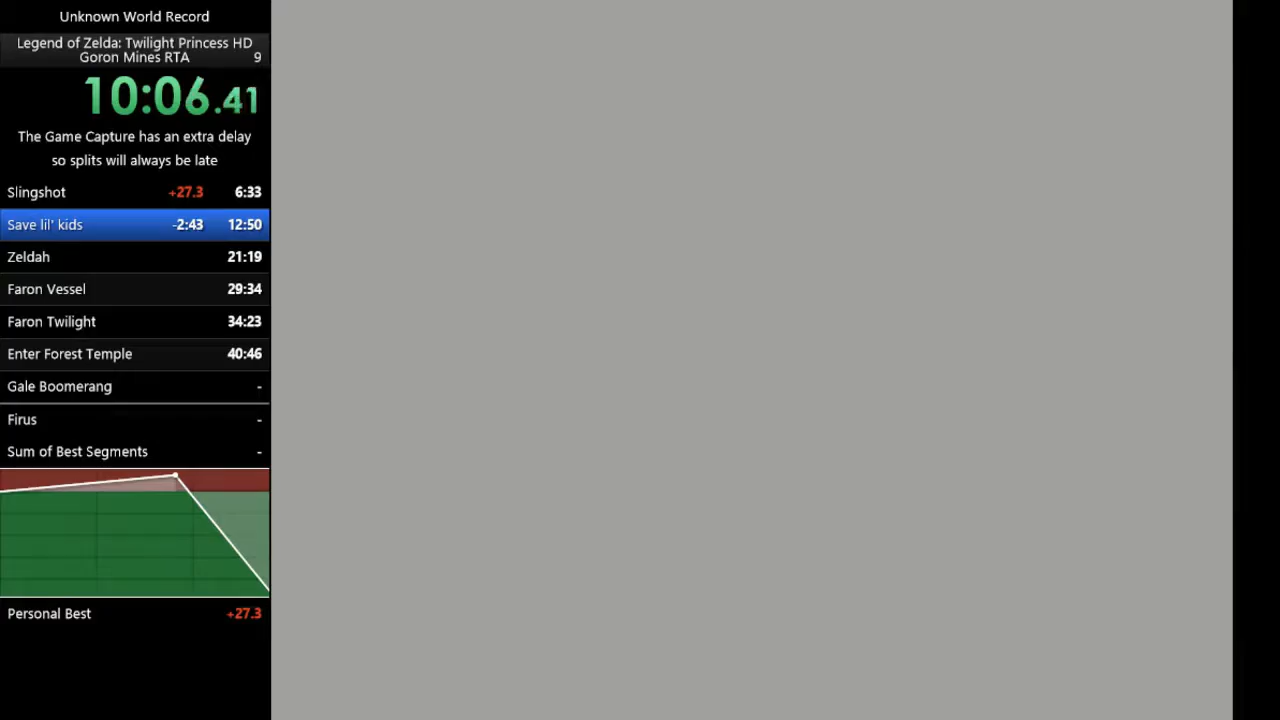 Unknown World Record
Legend of Zelda: Twilight Princess HD
Goron Mines RTA 9
10:06.41
The Game Capture has an extra delay
so splits will always be late
Slingshot +27.3 6:33
Save lil' kids -2:43 12:50
Zeldah 21:19
Faron Vessel 29:34
Faron Twilight 34:23
Enter Forest Temple 40:46
Gale Boomerang -
Firus -
Sum of Best Segments -
Personal Best +27.3